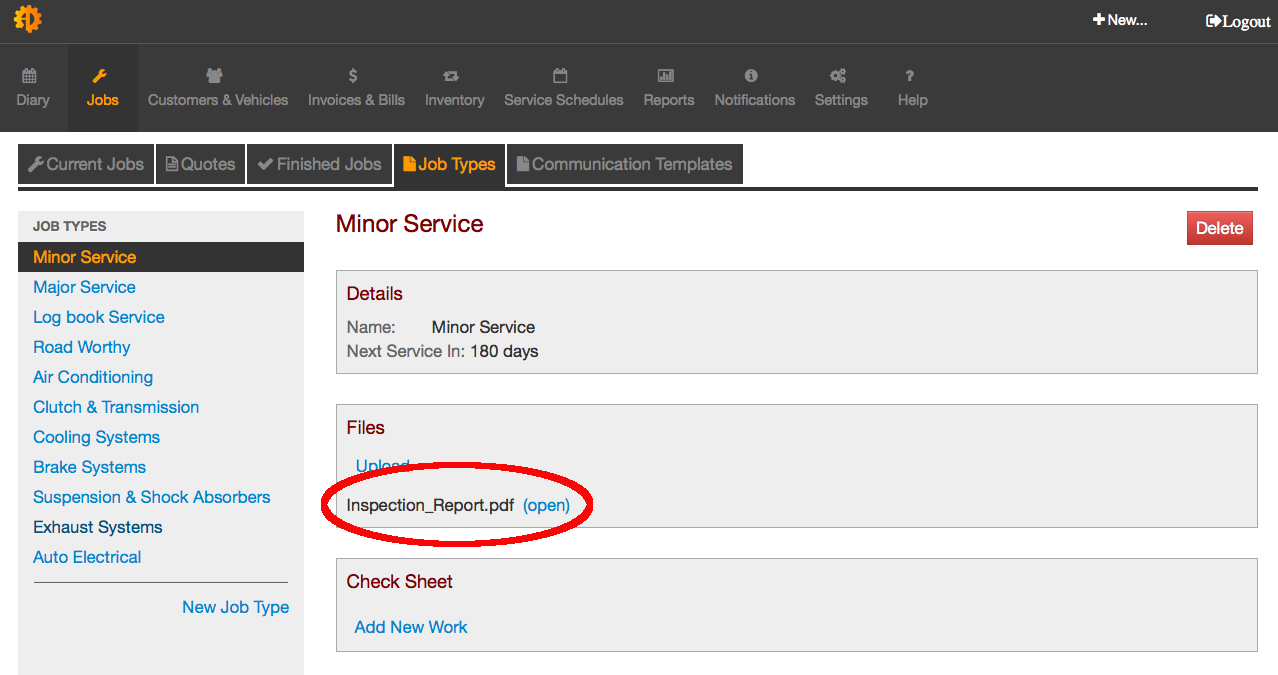 New...
Logout
Diary
Jobs
Customers & Vehicles
Invoices & Bills
Inventory
Service Schedules
Reports
Notifications
Settings
Help
Current Jobs
Quotes
Finished Jobs
Job Types
Communication Templates
JOB TYPES
Minor Service
Major Service
Log book Service
Road Worthy
Air Conditioning
Clutch & Transmission
Cooling Systems
Brake Systems
Suspension & Shock Absorbers
Exhaust Systems
Auto Electrical
New Job Type
Minor Service
Delete
Details
Name: Minor Service
Next Service In: 180 days
Files
Upload
Inspection_Report.pdf (open)
Check Sheet
Add New Work